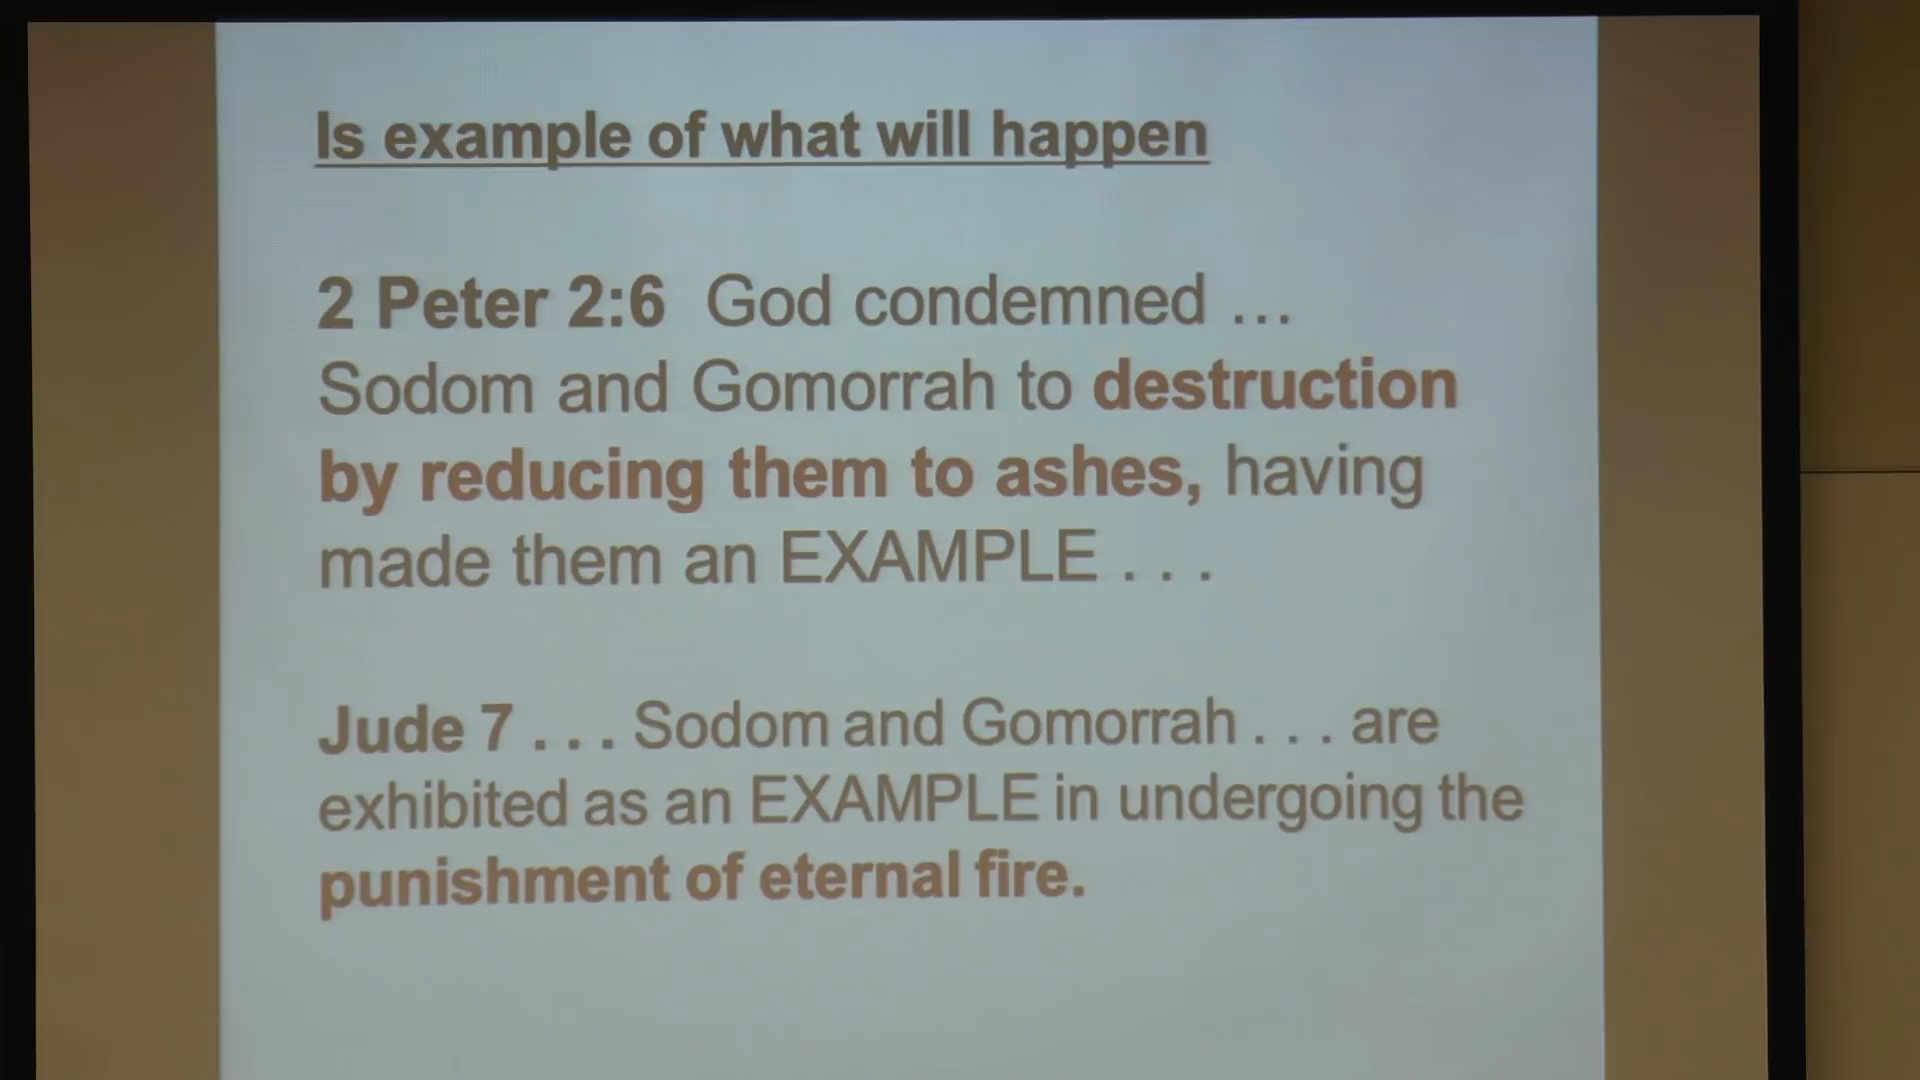 Is example of what will happen
2 Peter 2:6 God condemned ...
Sodom and Gomorrah to destruction
by reducing them to ashes, having
made them an EXAMPLE . . .
Jude 7 . . . Sodom and Gomorrah . . . are
exhibited as an EXAMPLE in undergoing the
punishment of eternal fire.